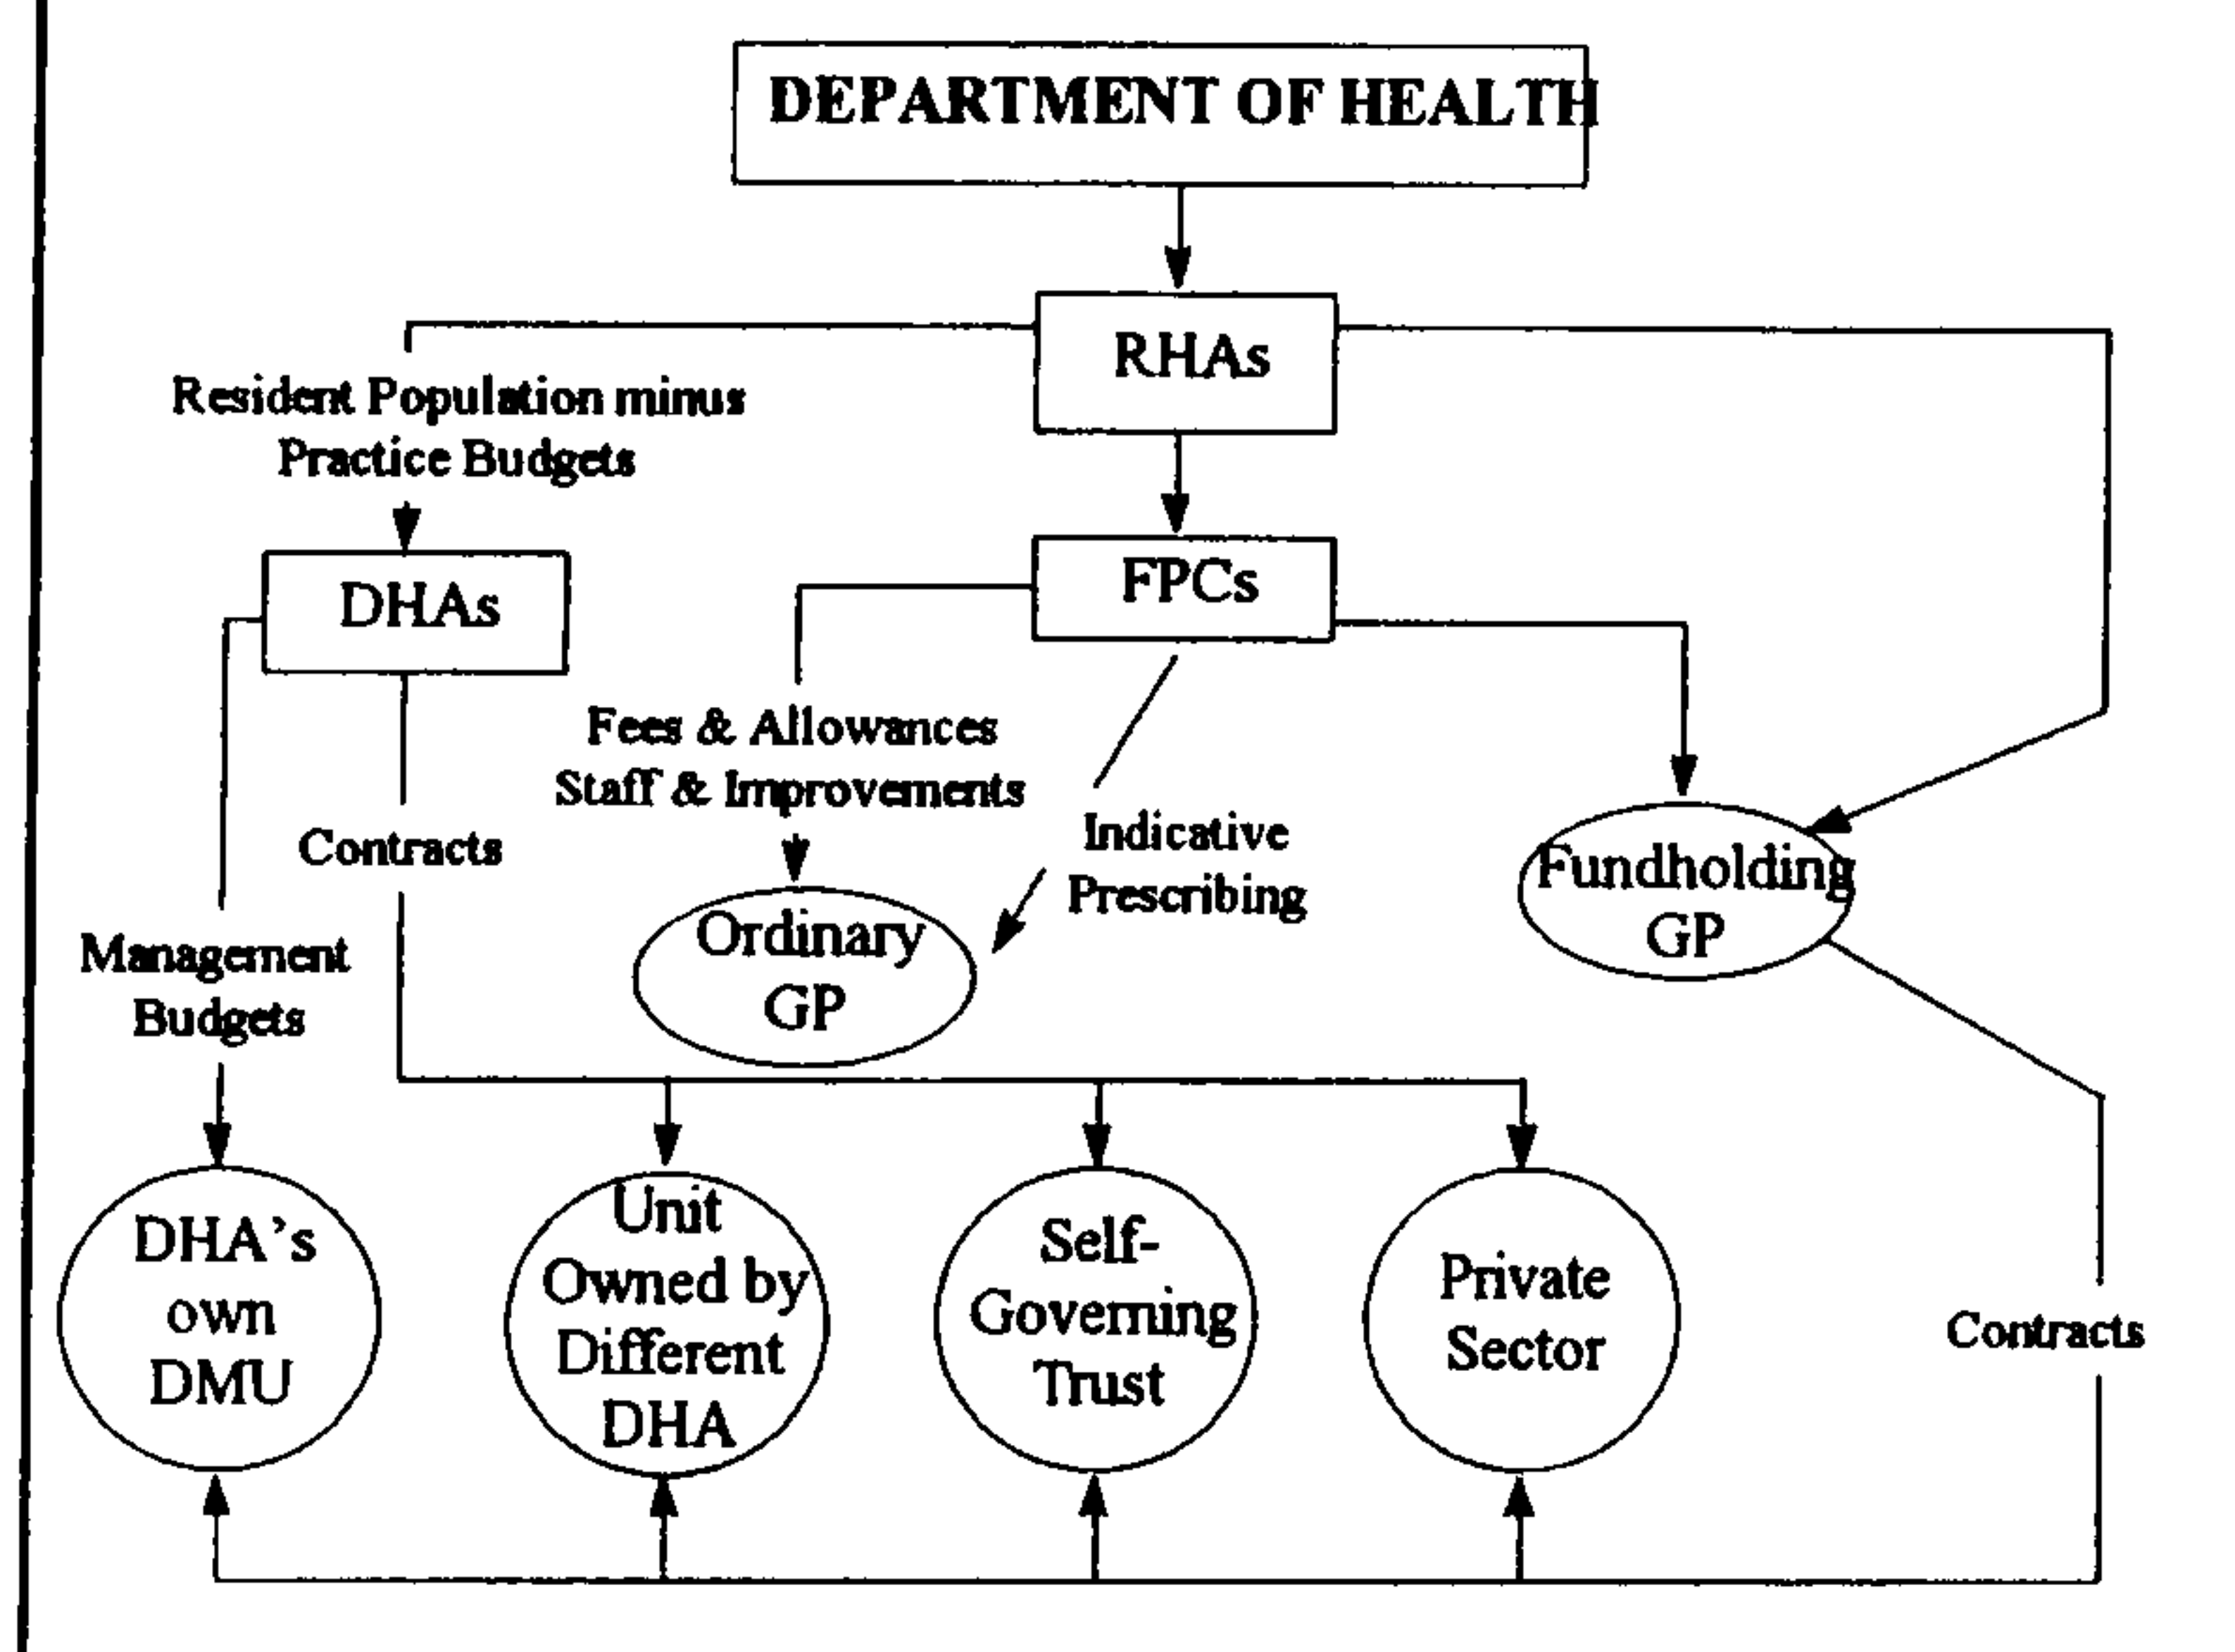 DEPARTMENT OF HEALTH
RHAs
Resident Population minus
Practice Budgets
DHAs
FPCs
Fees & Allowances
Staff & Improvements
Indicative
Prescribing
Contracts
Fundholding
GP
Ordinary
GP
Management
Budgets
DHA's
own
DMU
Unit
Owned by
Different
DHA
Self-
Governing
Trust
Private
Sector
Contracts